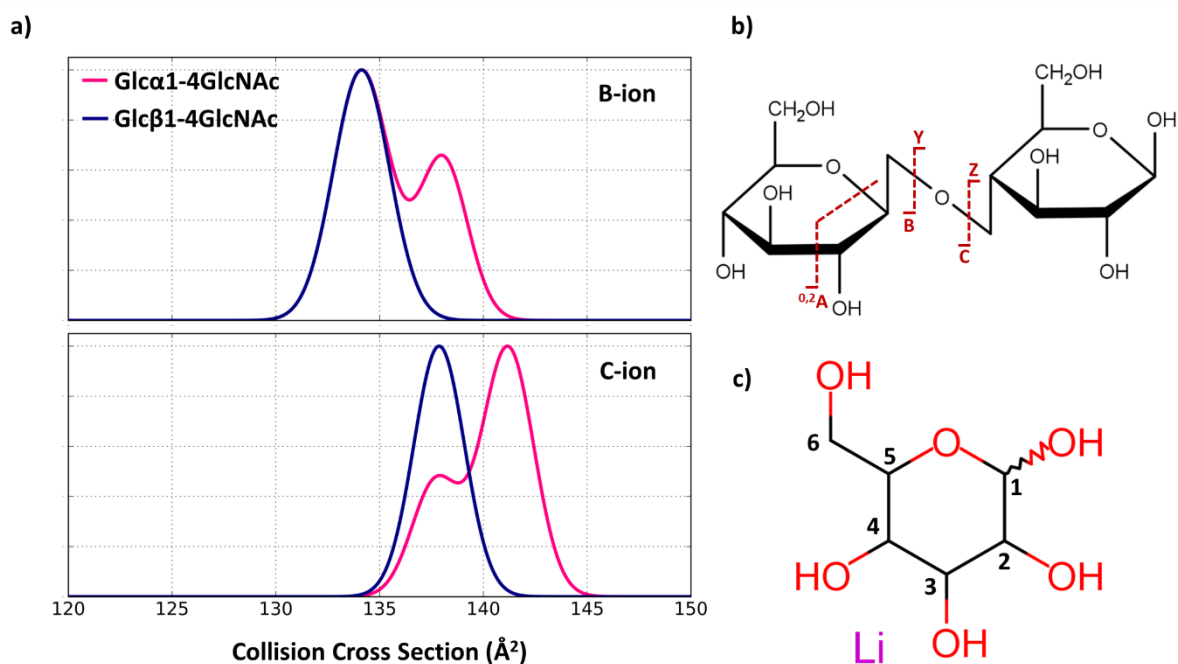 a)
Glcα1-4GlcNAc
Glcβ1-4GlcNAc
B-ion
C-ion
120 125 130 135 140 145 150
Collision Cross Section (Å²)
b)
CH₂OH
CH₂OH
OH
O
Y
O
Z
O
OH
OH
OH
B
C
OH
OH
OH
OH
⁰,²A
c)
OH
6
5
O
OH
1
4
2
HO
3
OH
OH
Li